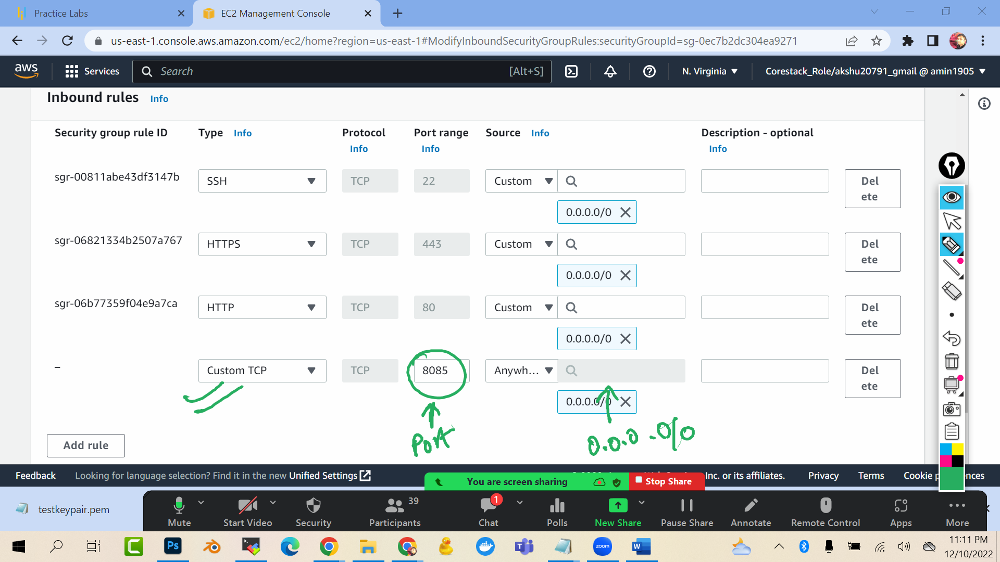 Practice Labs
EC2 Management Console
us-east-1.console.aws.amazon.com/ec2/home?region=us-east-1#ModifyInboundSecurityGroupRules:securityGroupId=sg-0ec7b2dc304ea9271
aws Services Search [Alt+S] N. Virginia Corestack_Role/akshu20791_gmail @ amin1905
Inbound rules Info
Security group rule ID Type Info Protocol Info Port range Info Source Info Description - optional Info
sgr-00811abe43df3147b SSH TCP 22 Custom Delete
0.0.0.0/0
sgr-06821334b2507a767 HTTPS TCP 443 Custom Delete
0.0.0.0/0
sgr-06b77359f04e9a7ca HTTP TCP 80 Custom Delete
0.0.0.0/0
– Custom TCP TCP 8085 Anywh... Delete
0.0.0.0/0
Port 0.0.0.0/0
Add rule
Feedback Looking for language selection? Find it in the new Unified Settings Inc. or its affiliates. Privacy Terms Cookie
You are screen sharing Stop Share
testkeypair.pem
Mute Start Video Security Participants 39 Chat 1 Polls New Share Pause Share Annotate Remote Control Apps More
Ps zoom W
11:11 PM
12/10/2022